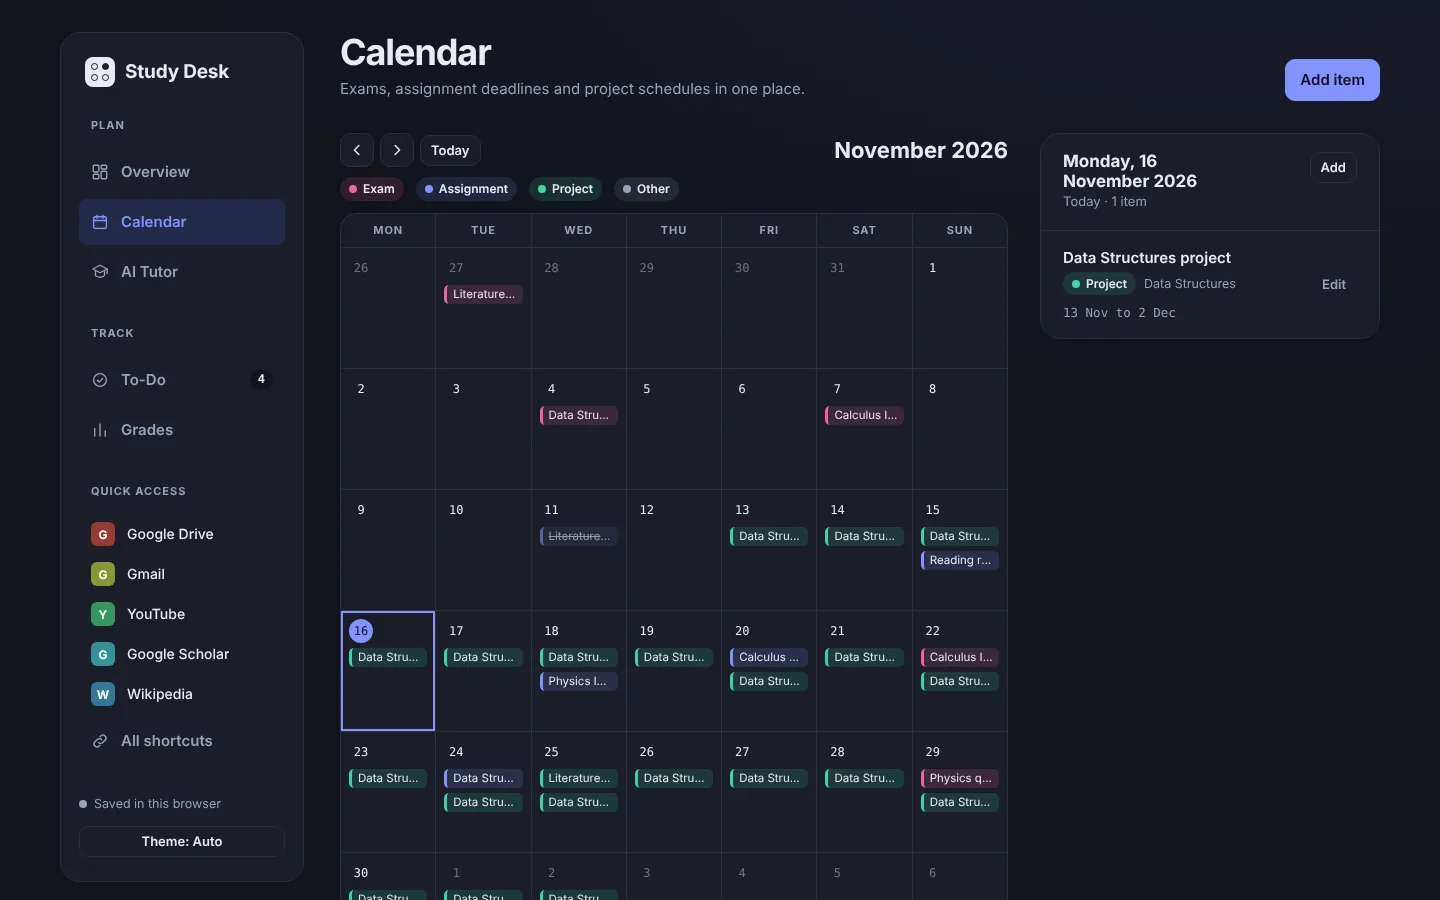 Study Desk
PLAN
Overview
Calendar
AI Tutor
TRACK
To-Do 4
Grades
QUICK ACCESS
G Google Drive
G Gmail
Y YouTube
G Google Scholar
W Wikipedia
All shortcuts
Saved in this browser
Theme: Auto
Calendar
Exams, assignment deadlines and project schedules in one place.
Add item
Today
November 2026
Exam Assignment Project Other
MON TUE WED THU FRI SAT SUN
26 27 28 29 30 31 1
Literature...
2 3 4 5 6 7 8
Data Stru... Calculus I...
9 10 11 12 13 14 15
Literature... Data Stru... Data Stru... Data Stru...
Reading r...
16 17 18 19 20 21 22
Data Stru... Data Stru... Data Stru... Data Stru... Calculus ... Data Stru... Calculus I...
Physics l... Data Stru... Data Stru...
23 24 25 26 27 28 29
Data Stru... Data Stru... Literature... Data Stru... Data Stru... Data Stru... Physics q...
Data Stru... Data Stru... Data Stru...
30 1 2 3 4 5 6
Data Stru... Data Stru... Data Stru...
Monday, 16
November 2026
Add
Today · 1 item
Data Structures project
Project Data Structures
Edit
13 Nov to 2 Dec